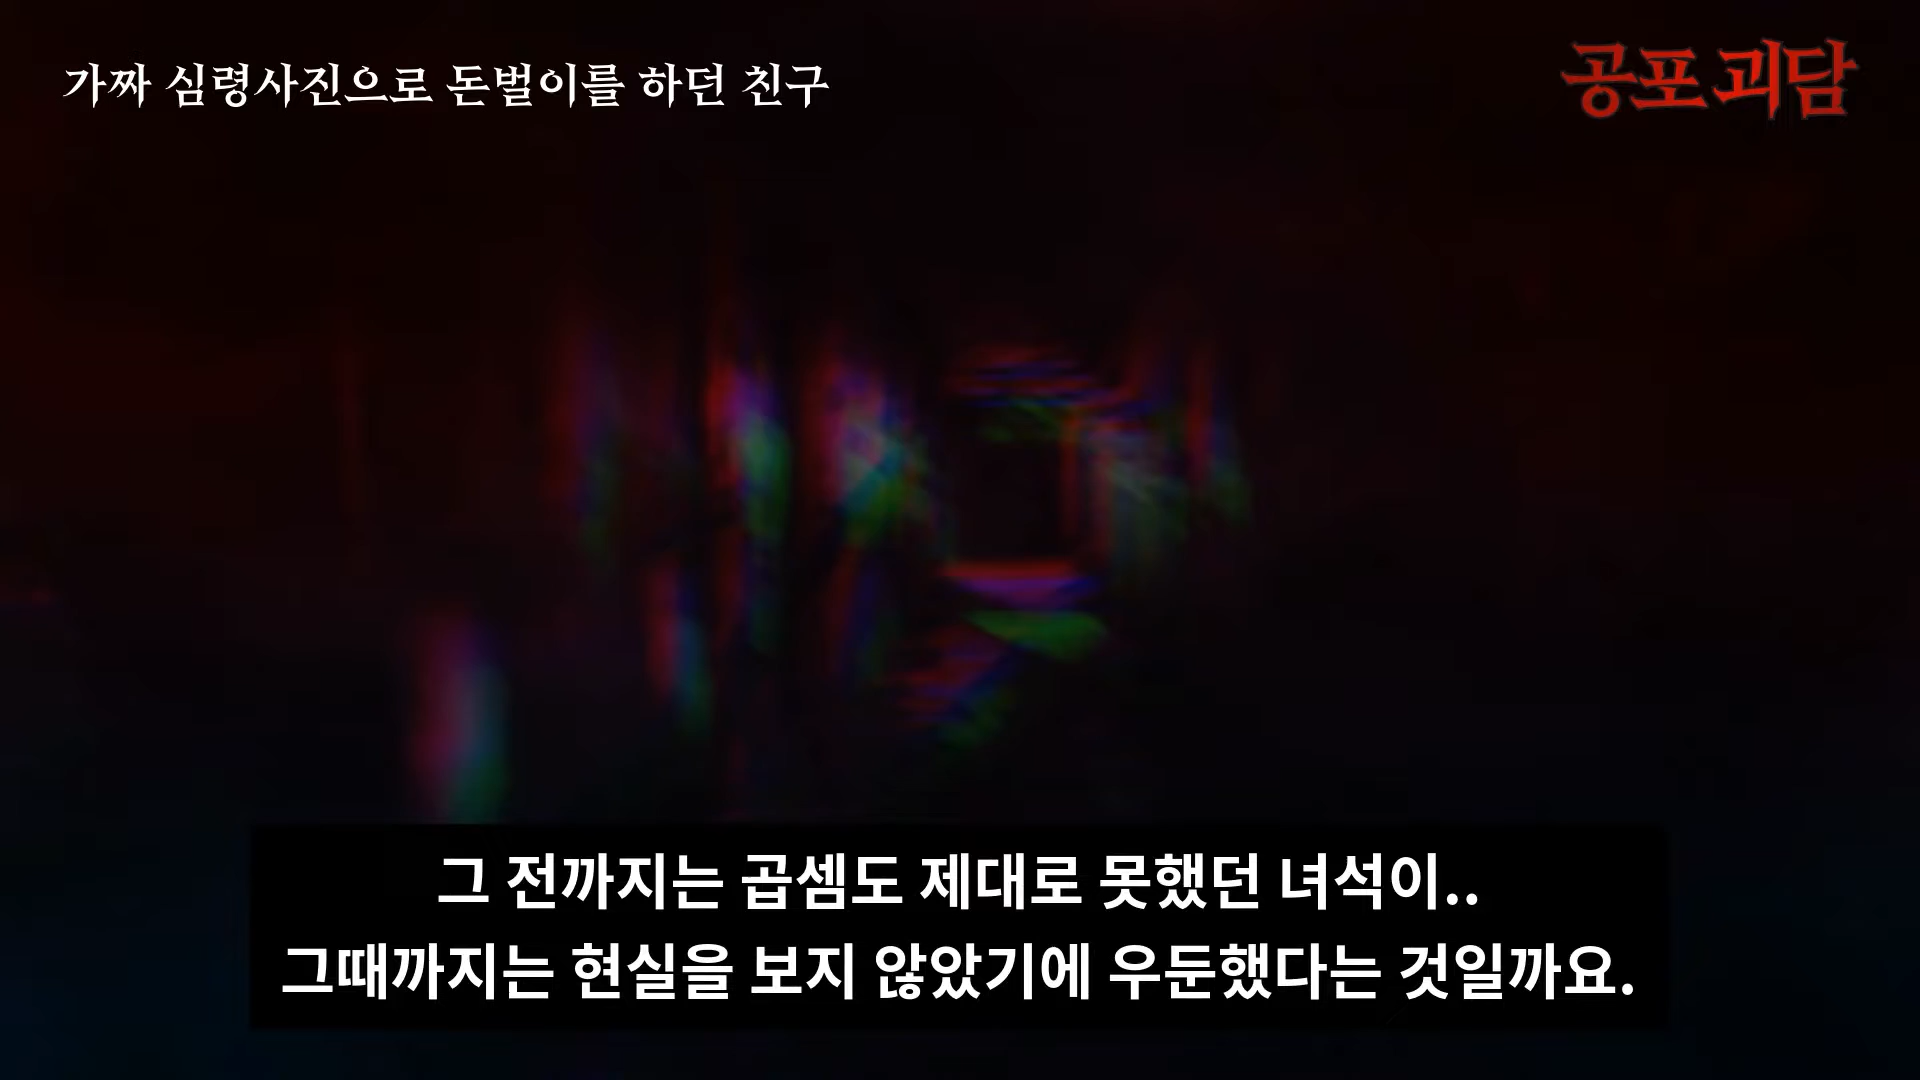 가짜 심령사진으로 돈벌이를 하던 친구
공포괴담
그 전까지는 곱셈도 제대로 못했던 녀석이..
그때까지는 현실을 보지 않았기에 우둔했다는 것일까요.